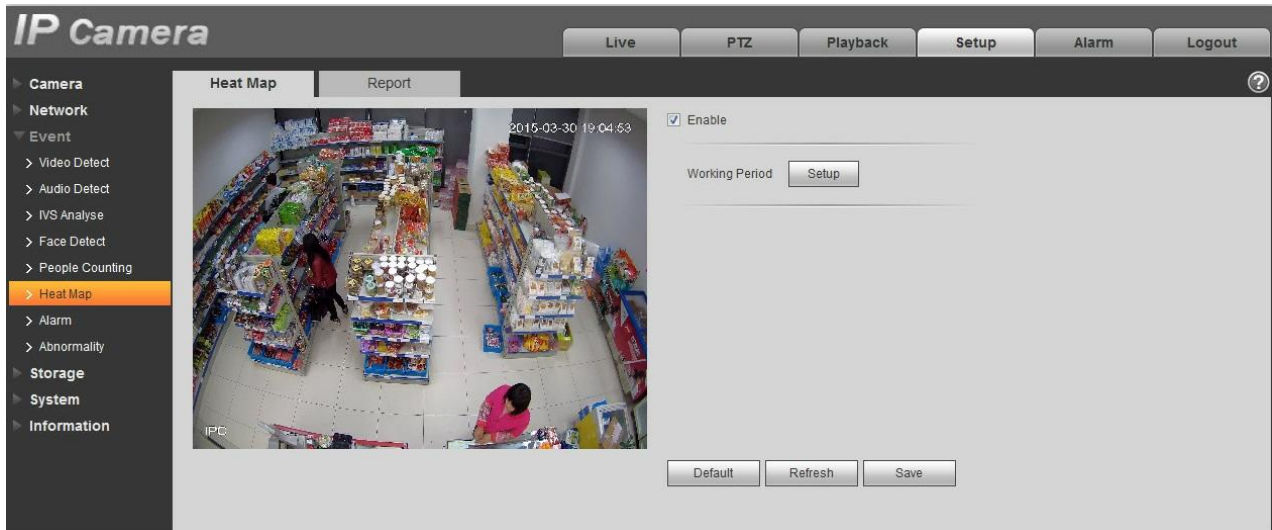 IP Camera
Live PTZ Playback Setup Alarm Logout
Camera
Network
Event
Video Detect
Audio Detect
IVS Analyse
Face Detect
People Counting
Heat Map
Alarm
Abnormality
Storage
System
Information
Heat Map Report
?
2015-03-30 19:04:53
IPC
Enable
Working Period Setup
Default Refresh Save